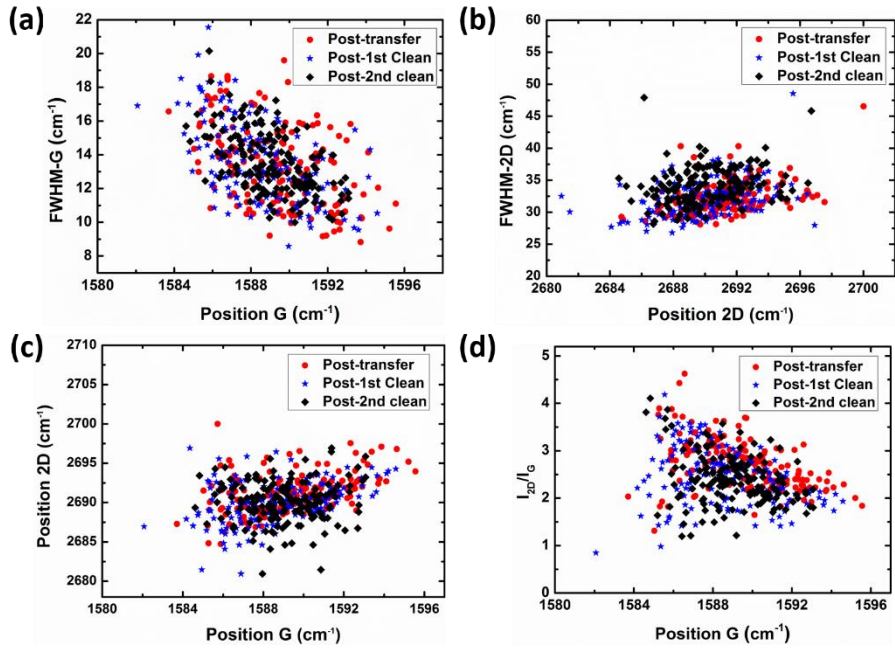 (a)
22
20
18
16
14
12
10
8
FWHM-G (cm-1)
Post-transfer
Post-1st Clean
Post-2nd clean
1580 1584 1588 1592 1596
Position G (cm-1)
(b)
60
55
50
45
40
35
30
25
20
FWHM-2D (cm-1)
Post-transfer
Post-1st Clean
Post-2nd clean
2680 2684 2688 2692 2696 2700
Position 2D (cm-1)
(c)
2710
2705
2700
2695
2690
2685
2680
Position 2D (cm-1)
Post-transfer
Post-1st Clean
Post-2nd clean
1580 1584 1588 1592 1596
Position G (cm-1)
(d)
5
4
3
2
1
0
I2D/IG
Post-transfer
Post-1st Clean
Post-2nd clean
1580 1584 1588 1592 1596
Position G (cm-1)